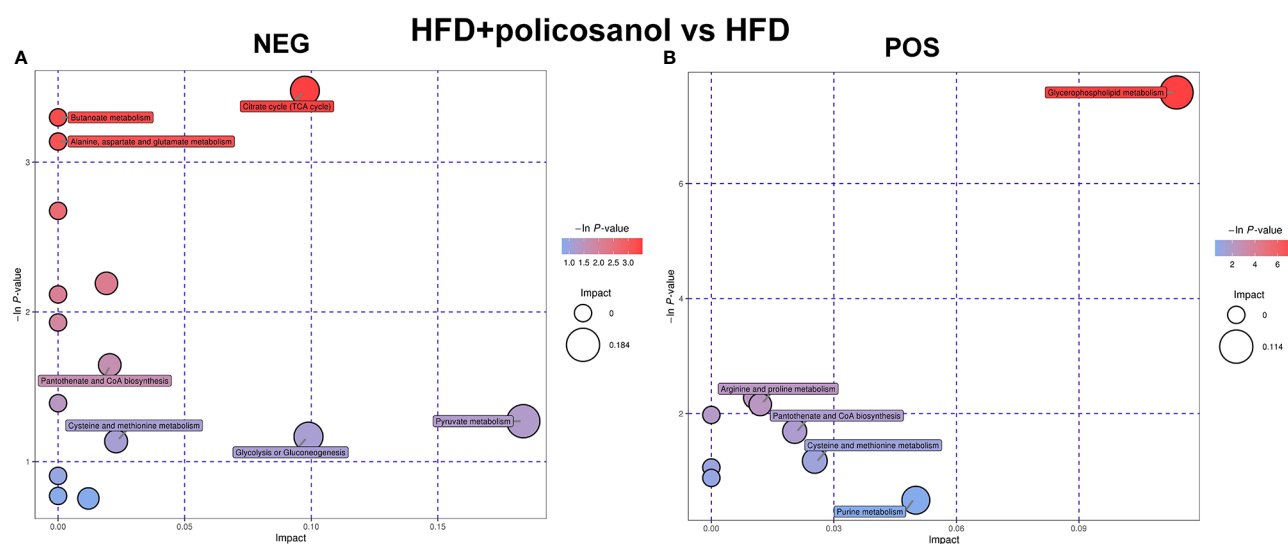 HFD+policosanol vs HFD
NEG
POS
A
B
Citrate cycle (TCA cycle)
Butanoate metabolism
Alanine, aspartate and glutamate metabolism
Pantothenate and CoA biosynthesis
Cysteine and methionine metabolism
Pyruvate metabolism
Glycolysis or Gluconeogenesis
3
2
1
−ln P-value
0.00
0.05
0.10
0.15
Impact
−ln P-value
1.0 1.5 2.0 2.5 3.0
Impact
0
0.184
Glycerophospholipid metabolism
Arginine and proline metabolism
Pantothenate and CoA biosynthesis
Cysteine and methionine metabolism
Purine metabolism
6
4
2
−ln P-value
0.00
0.03
0.06
0.09
Impact
−ln P-value
2 4 6
Impact
0
0.114